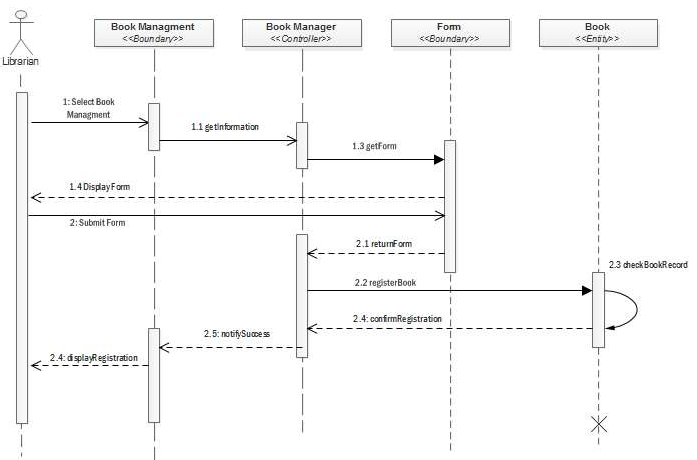 Book Managment
<<Boundary>>
Book Manager
<<Controller>>
Form
<<Boundary>>
Book
<<Entity>>
Librarian
1: Select Book
Managment
1.1 getInformation
1.3 getForm
1.4 Display Form
2: Submit Form
2.1 returnForm
2.3 checkBookRecord
2.2 registerBook
2.4: confirmRegistration
2.5: notifySuccess
2.4: displayRegistration